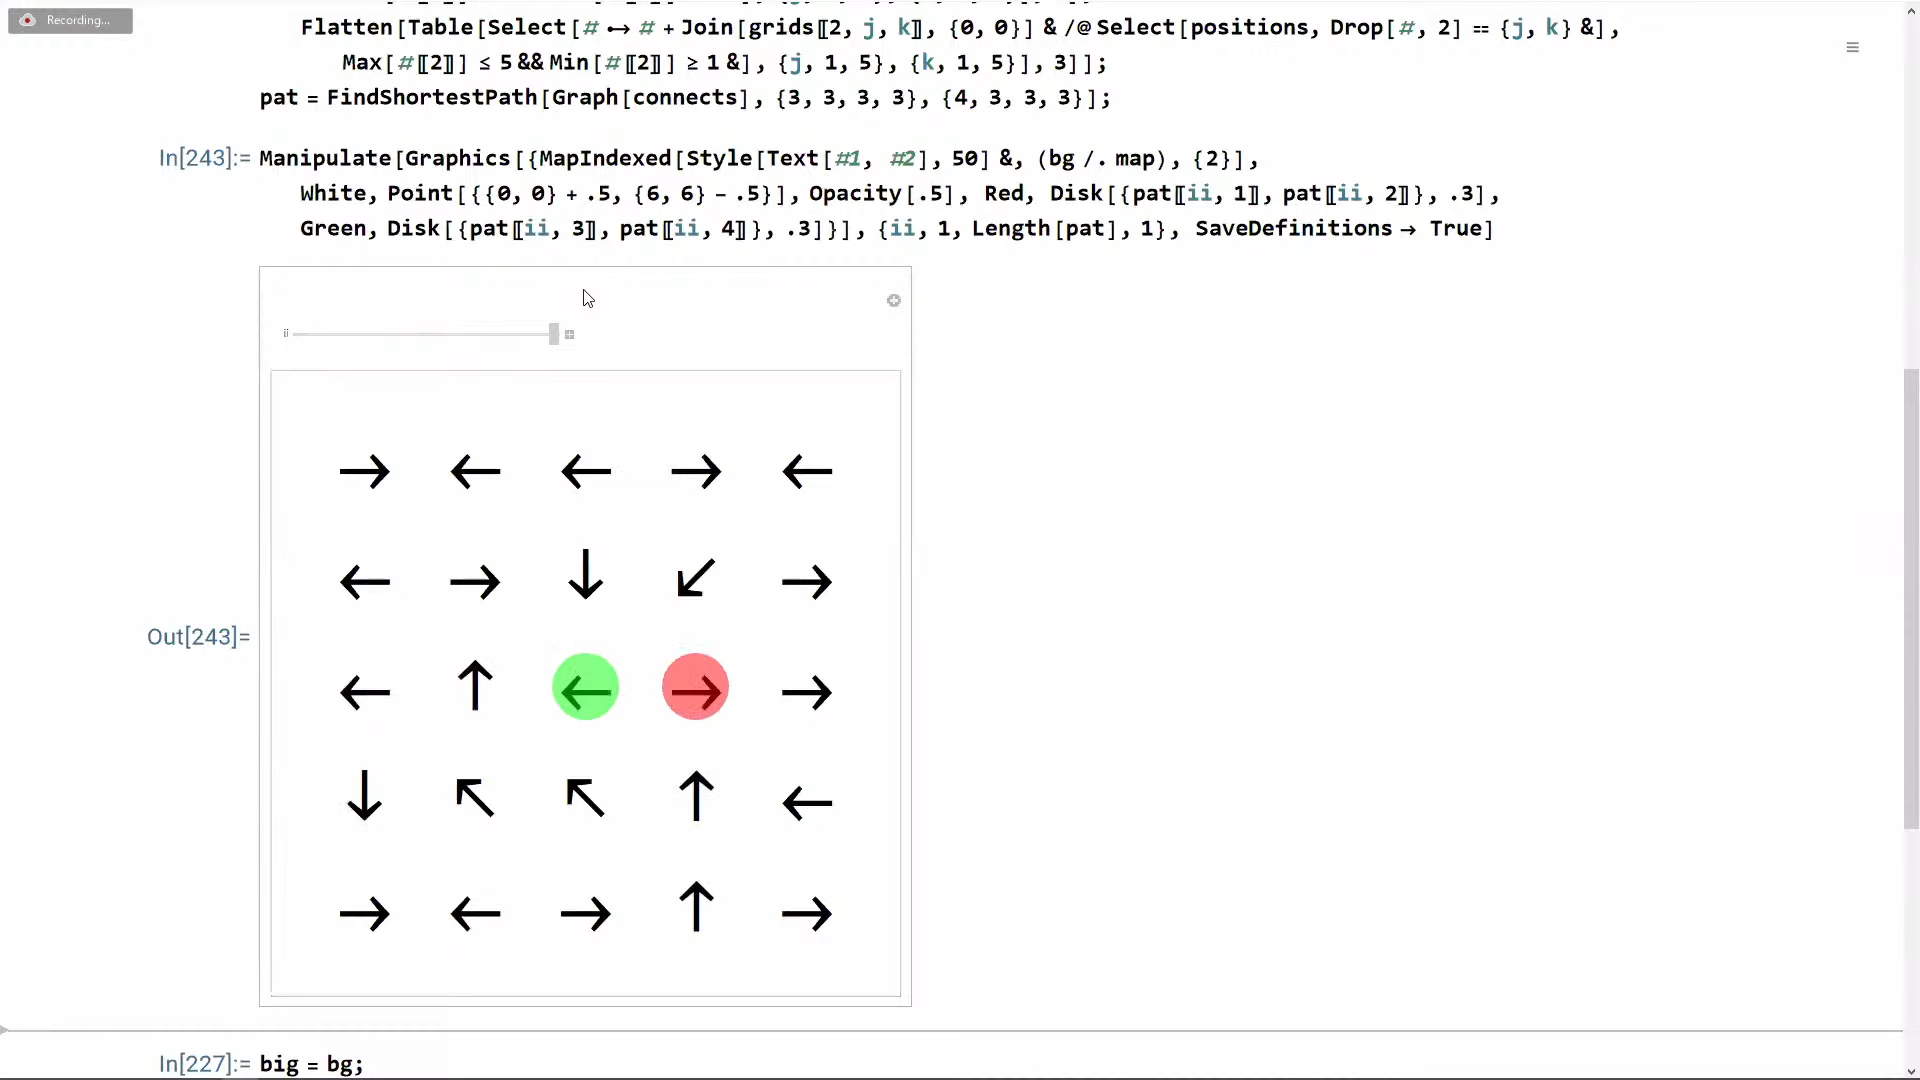 Recording...
Flatten[Table[Select[# ↦ # + Join[grids〚2, j, k〛, {0, 0}] & /@ Select[positions, Drop[#, 2] == {j, k} &],
Max[#〚2〛] ≤ 5 && Min[#〚2〛] ≥ 1 &], {j, 1, 5}, {k, 1, 5}], 3]];
pat = FindShortestPath[Graph[connects], {3, 3, 3, 3}, {4, 3, 3, 3}];
In[243]:= Manipulate[Graphics[{MapIndexed[Style[Text[#1, #2], 50] &, (bg /. map), {2}],
White, Point[{{0, 0} + .5, {6, 6} - .5}], Opacity[.5], Red, Disk[{pat〚ii, 1〛, pat〚ii, 2〛}, .3],
Green, Disk[{pat〚ii, 3〛, pat〚ii, 4〛}, .3]}], {ii, 1, Length[pat], 1}, SaveDefinitions → True]
ii
→ ← ← → ←
← → ↓ ↙ →
Out[243]=
← ↑ ← → →
↓ ↖ ↖ ↑ ←
→ ← → ↑ →
In[227]:= big = bg;